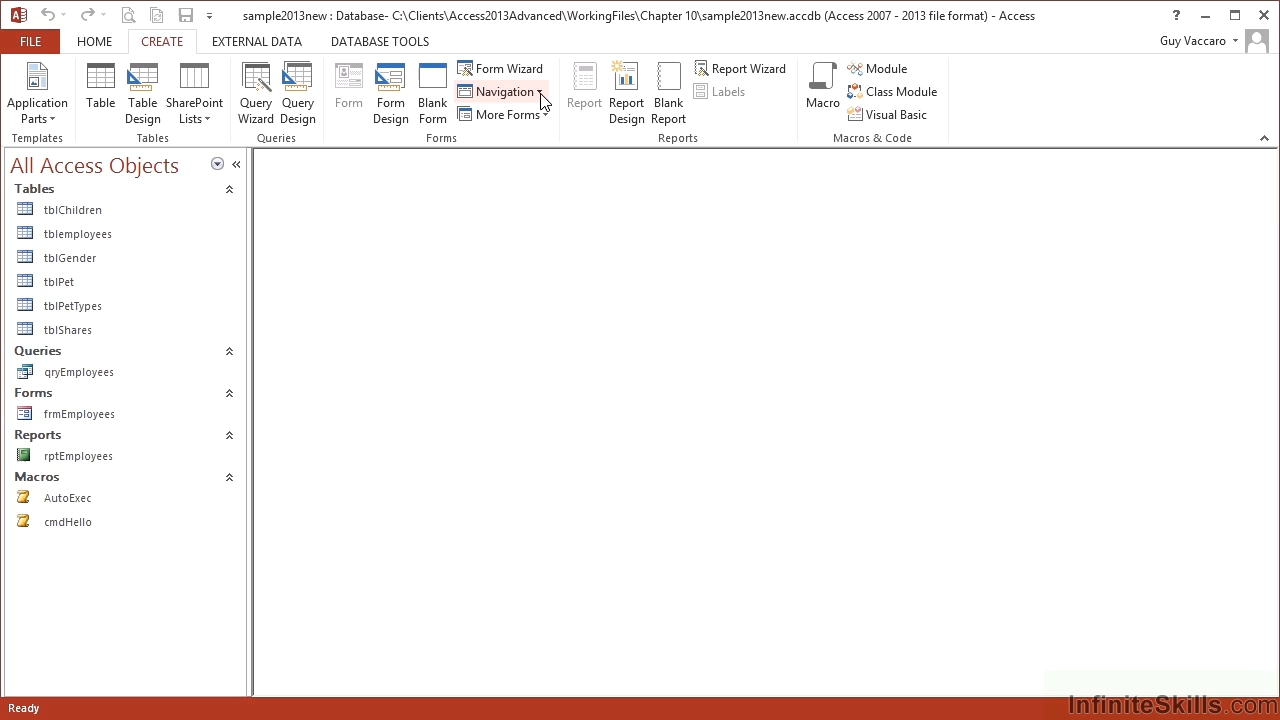 sample2013new : Database- C:\Clients\Access2013Advanced\WorkingFiles\Chapter 10\sample2013new.accdb (Access 2007 - 2013 file format) - Access
?
FILE HOME CREATE EXTERNAL DATA DATABASE TOOLS
Guy Vaccaro
Application Parts
Templates
Table
Table Design
SharePoint Lists
Tables
Query Wizard
Query Design
Queries
Form
Form Design
Blank Form
Form Wizard
Navigation
More Forms
Forms
Report
Report Design
Blank Report
Report Wizard
Labels
Reports
Macro
Module
Class Module
Visual Basic
Macros & Code
All Access Objects
Tables
tblChildren
tblemployees
tblGender
tblPet
tblPetTypes
tblShares
Queries
qryEmployees
Forms
frmEmployees
Reports
rptEmployees
Macros
AutoExec
cmdHello
Ready
InfiniteSkills.com